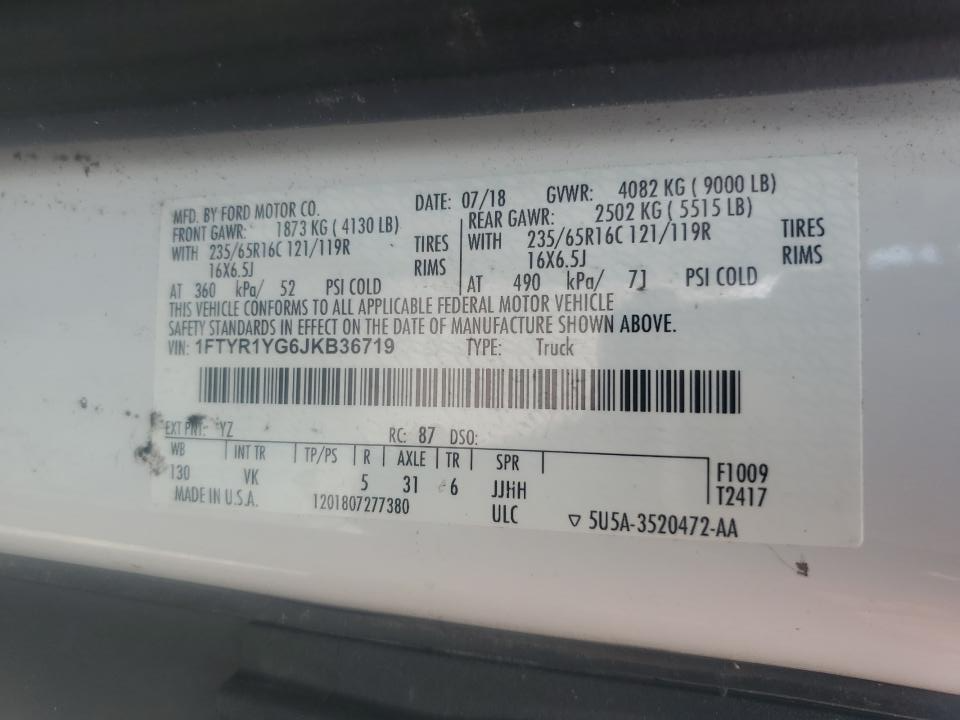 MFD. BY FORD MOTOR CO. DATE: 07/18 GVWR: 4082 KG ( 9000 LB)
FRONT GAWR: 1873 KG ( 4130 LB) REAR GAWR: 2502 KG ( 5515 LB)
WITH 235/65R16C 121/119R TIRES WITH 235/65R16C 121/119R TIRES
16X6.5J RIMS 16X6.5J RIMS
AT 360 kPa/ 52 PSI COLD AT 490 kPa/ 71 PSI COLD
THIS VEHICLE CONFORMS TO ALL APPLICABLE FEDERAL MOTOR VEHICLE
SAFETY STANDARDS IN EFFECT ON THE DATE OF MANUFACTURE SHOWN ABOVE.
VIN: 1FTYR1YG6JKB36719 TYPE: Truck
EXT PNT: YZ RC: 87 DSO:
WB INT TR TP/PS R AXLE TR SPR
130 VK 5 31 6 JJHH
F1009
T2417
MADE IN U.S.A. 1201807277380 ULC ▽ 5U5A-3520472-AA